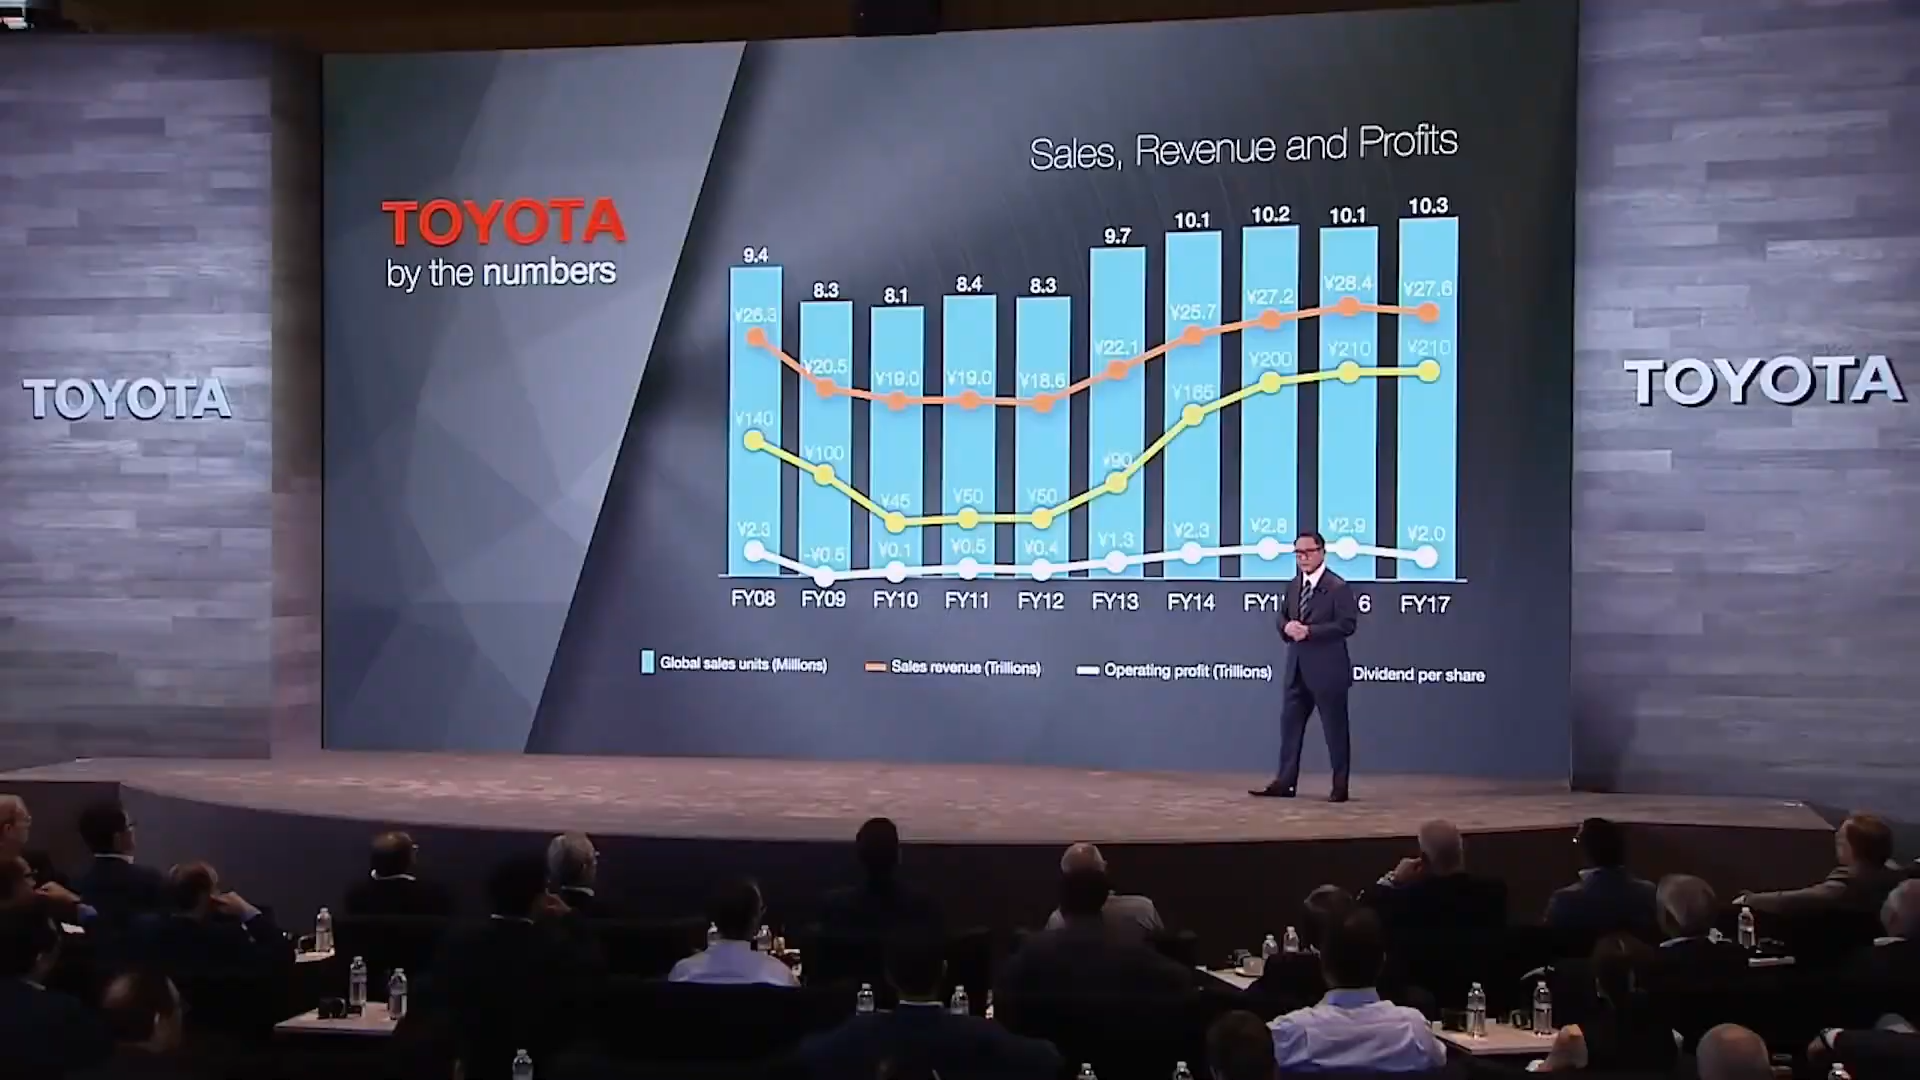 Sales, Revenue and Profits
TOYOTA
by the numbers
9.4
8.3
8.1
8.4
8.3
9.7
10.1
10.2
10.1
10.3
¥26.3
¥20.5
¥19.0
¥19.0
¥18.6
¥22.1
¥25.7
¥27.2
¥28.4
¥27.6
¥140
¥100
¥45
¥50
¥50
¥90
¥165
¥200
¥210
¥210
¥2.3
-¥0.5
¥0.1
¥0.5
¥0.4
¥1.3
¥2.3
¥2.8
¥2.9
¥2.0
FY08
FY09
FY10
FY11
FY12
FY13
FY14
FY1
6
FY17
Global sales units (Millions)
Sales revenue (Trillions)
Operating profit (Trillions)
Dividend per share
TOYOTA
TOYOTA